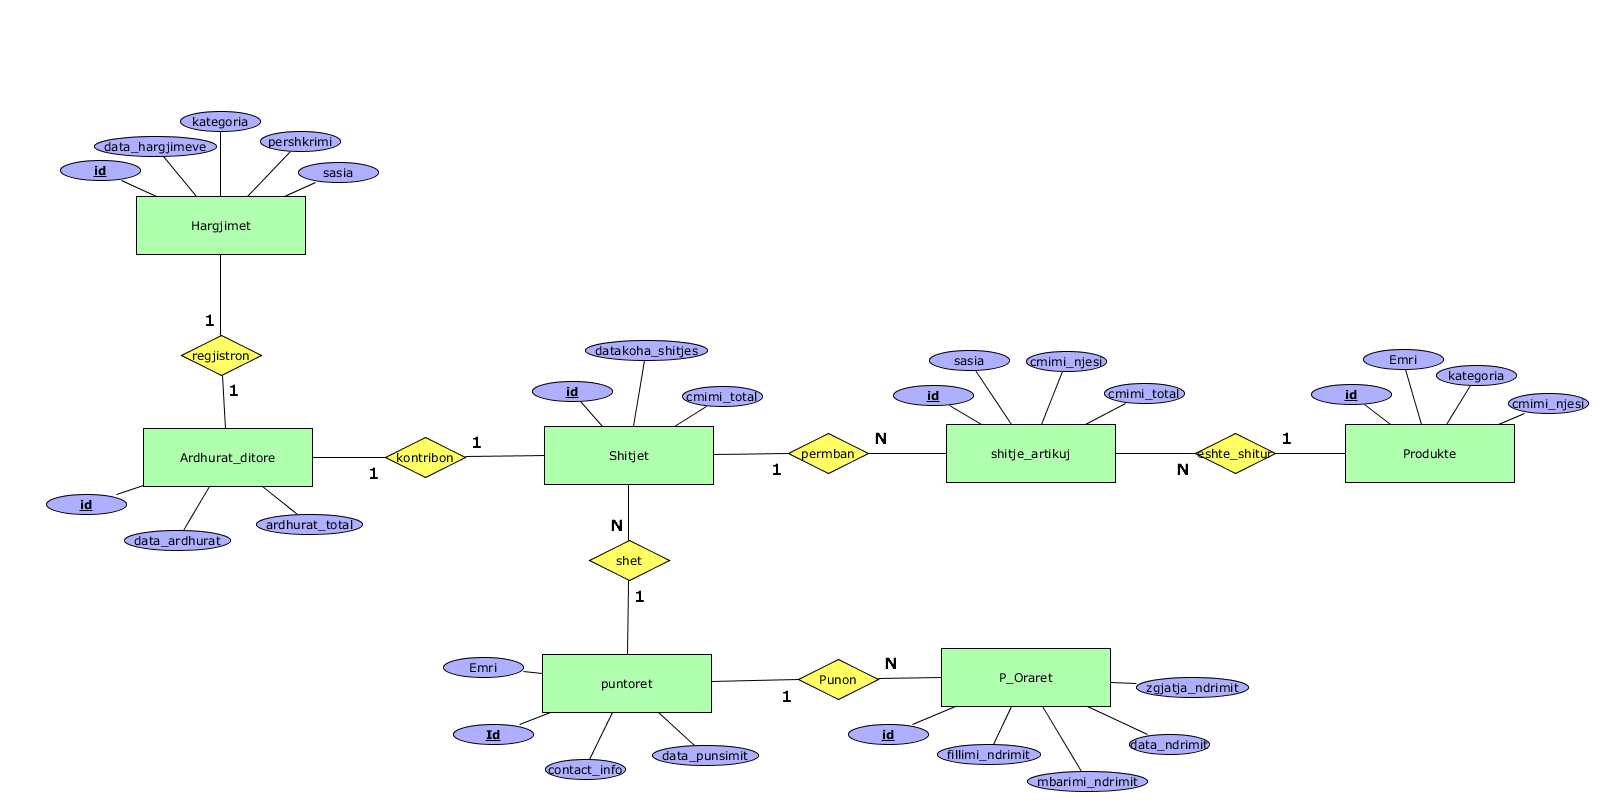 kategoria
data_hargjimeve
pershkrimi
id
sasia
Hargjimet
1
regjistron
1
Ardhurat_ditore
id
data_ardhurat
ardhurat_total
1
kontribon
1
datakoha_shitjes
id
cmimi_total
Shitjet
1
permban
N
sasia
cmimi_njesi
id
cmimi_total
shitje_artikuj
N
eshte_shitur
1
Emri
kategoria
id
cmimi_njesi
Produkte
N
shet
1
Emri
puntoret
Id
contact_info
data_punsimit
1
Punon
N
P_Oraret
zgjatja_ndrimit
id
fillimi_ndrimit
data_ndrimit
mbarimi_ndrimit